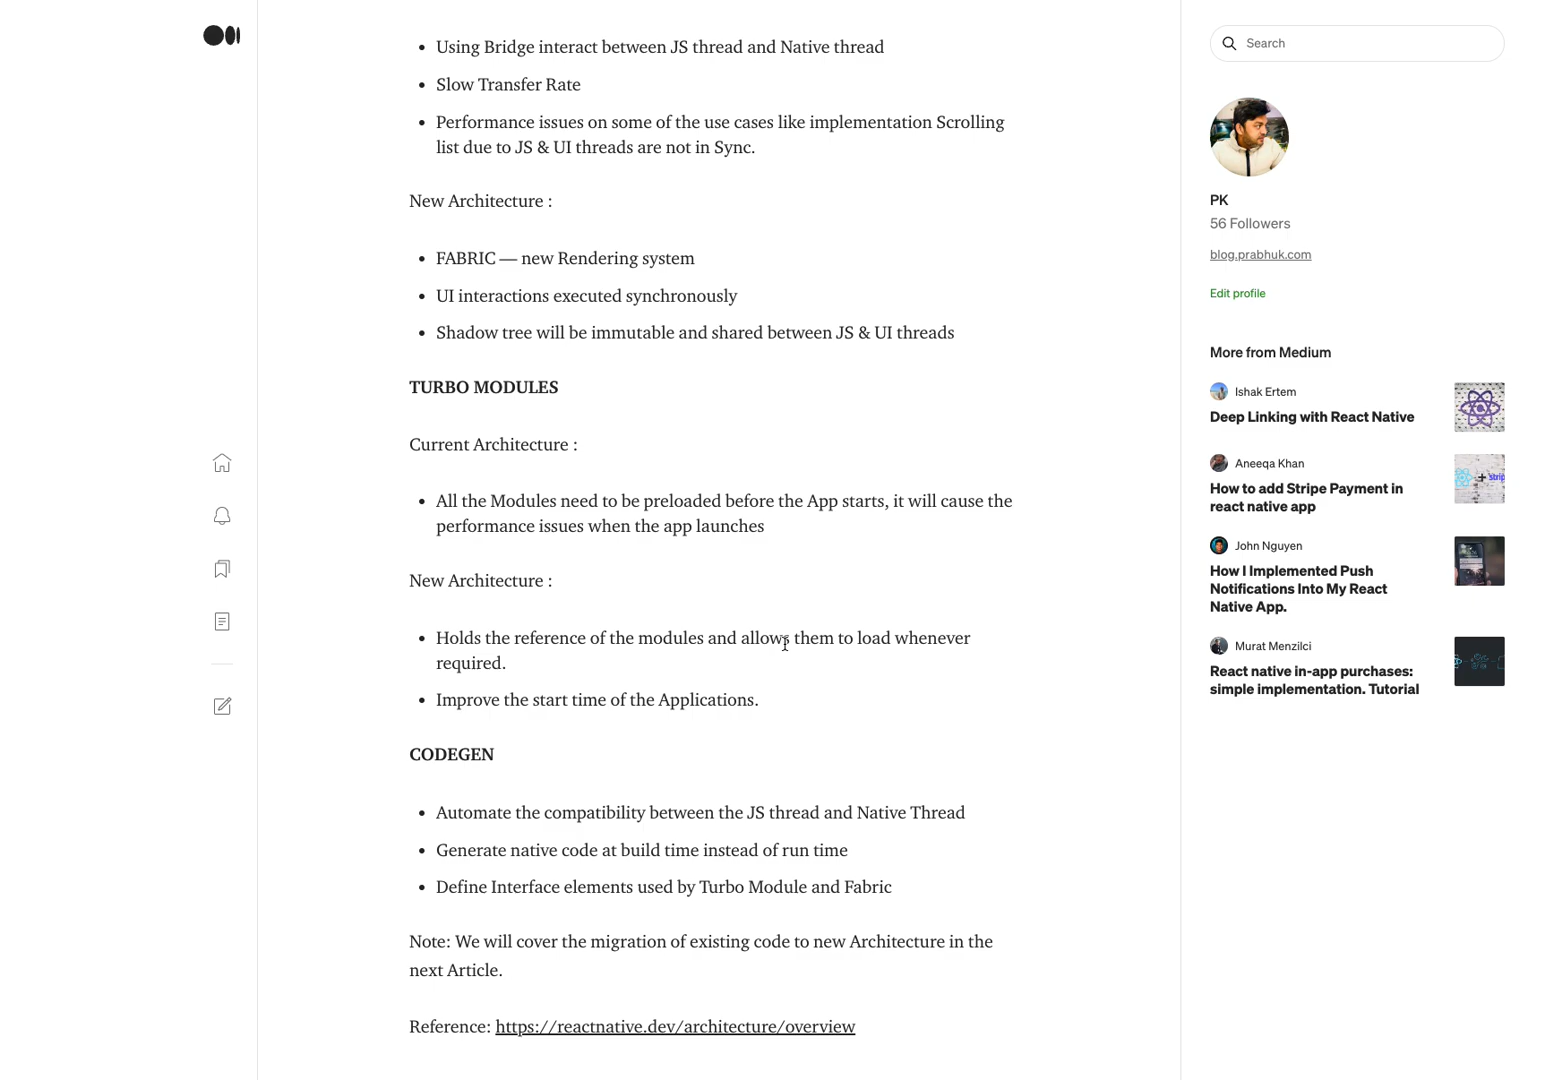 Using Bridge interact between JS thread and Native thread
Slow Transfer Rate
Performance issues on some of the use cases like implementation Scrolling
list due to JS & UI threads are not in Sync.
New Architecture :
FABRIC — new Rendering system
UI interactions executed synchronously
Shadow tree will be immutable and shared between JS & UI threads
TURBO MODULES
Current Architecture :
All the Modules need to be preloaded before the App starts, it will cause the
performance issues when the app launches
New Architecture :
Holds the reference of the modules and allows them to load whenever
required.
Improve the start time of the Applications.
CODEGEN
Automate the compatibility between the JS thread and Native Thread
Generate native code at build time instead of run time
Define Interface elements used by Turbo Module and Fabric
Note: We will cover the migration of existing code to new Architecture in the
next Article.
Reference: https://reactnative.dev/architecture/overview
Search
PK
56 Followers
blog.prabhuk.com
Edit profile
More from Medium
Ishak Ertem
Deep Linking with React Native
Aneeqa Khan
How to add Stripe Payment in
react native app
+ strip
John Nguyen
How I Implemented Push
Notifications Into My React
Native App.
Murat Menzilci
React native in-app purchases:
simple implementation. Tutorial